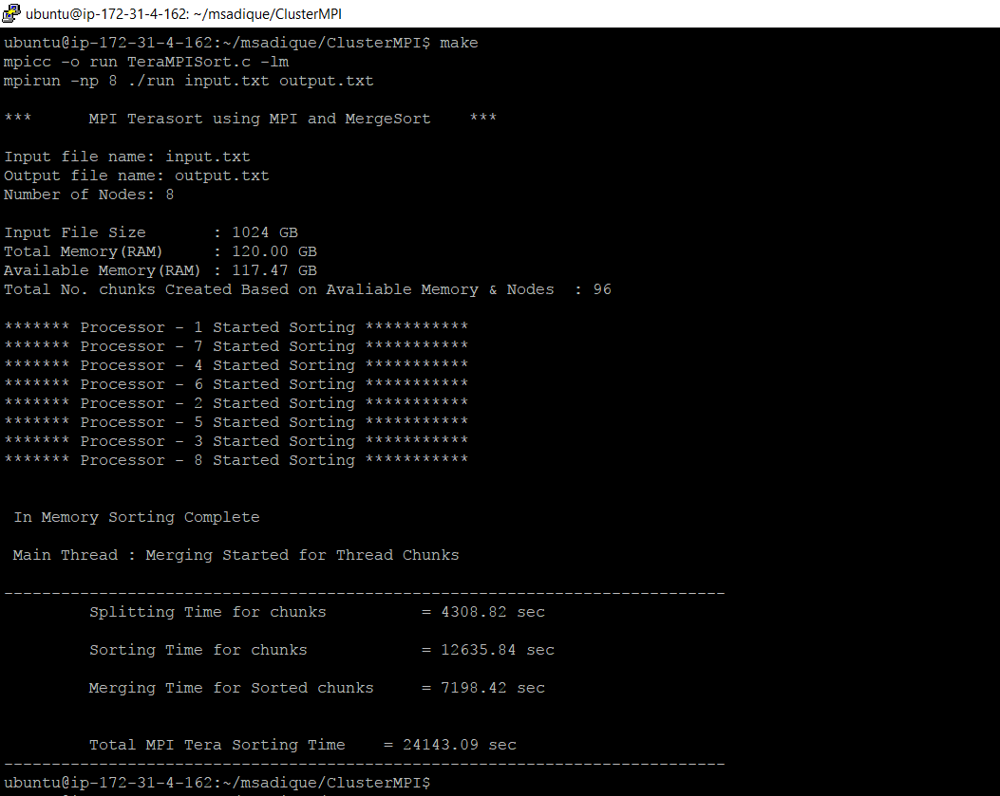 ubuntu@ip-172-31-4-162: ~/msadique/ClusterMPI
ubuntu@ip-172-31-4-162:~/msadique/ClusterMPI$ make
mpicc -o run TeraMPISort.c -lm
mpirun -np 8 ./run input.txt output.txt
*** MPI Terasort using MPI and MergeSort ***
Input file name: input.txt
Output file name: output.txt
Number of Nodes: 8
Input File Size : 1024 GB
Total Memory(RAM) : 120.00 GB
Available Memory(RAM) : 117.47 GB
Total No. chunks Created Based on Avaliable Memory & Nodes : 96
******* Processor - 1 Started Sorting ***********
******* Processor - 7 Started Sorting ***********
******* Processor - 4 Started Sorting ***********
******* Processor - 6 Started Sorting ***********
******* Processor - 2 Started Sorting ***********
******* Processor - 5 Started Sorting ***********
******* Processor - 3 Started Sorting ***********
******* Processor - 8 Started Sorting ***********
In Memory Sorting Complete
Main Thread : Merging Started for Thread Chunks
----------------------------------------------------------------------------
Splitting Time for chunks = 4308.82 sec
Sorting Time for chunks = 12635.84 sec
Merging Time for Sorted chunks = 7198.42 sec
Total MPI Tera Sorting Time = 24143.09 sec
----------------------------------------------------------------------------
ubuntu@ip-172-31-4-162:~/msadique/ClusterMPI$